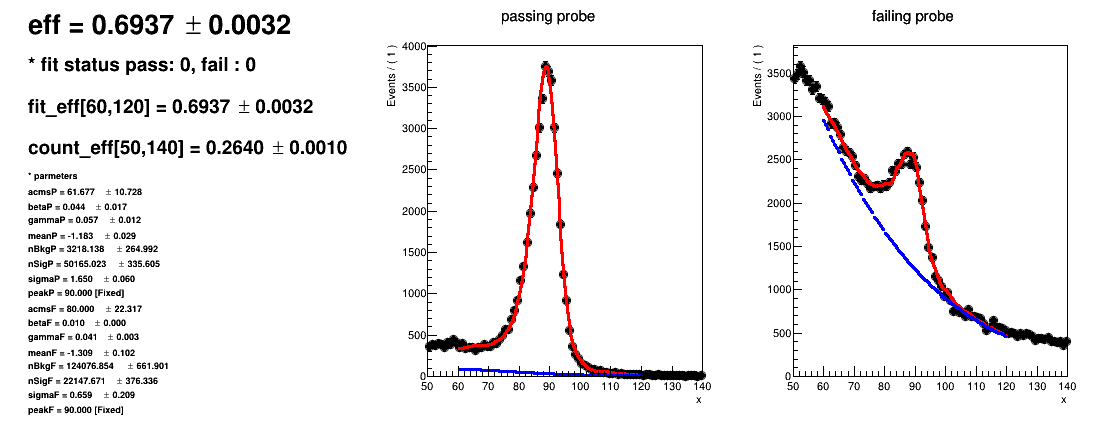 eff = 0.6937 ± 0.0032
* fit status pass: 0, fail : 0
fit_eff[60,120] = 0.6937 ± 0.0032
count_eff[50,140] = 0.2640 ± 0.0010
* parmeters
acmsP = 61.677 ± 10.728
betaP = 0.044 ± 0.017
gammaP = 0.057 ± 0.012
meanP = -1.183 ± 0.029
nBkgP = 3218.138 ± 264.992
nSigP = 50165.023 ± 335.605
sigmaP = 1.650 ± 0.060
peakP = 90.000 [Fixed]
acmsF = 80.000 ± 22.317
betaF = 0.010 ± 0.000
gammaF = 0.041 ± 0.003
meanF = -1.309 ± 0.102
nBkgF = 124076.854 ± 661.901
nSigF = 22147.671 ± 376.336
sigmaF = 0.659 ± 0.209
peakF = 90.000 [Fixed]
passing probe
Events / ( 1 )
4000
3500
3000
2500
2000
1500
1000
500
0
50 60 70 80 90 100 110 120 130 140
x
failing probe
Events / ( 1 )
3500
3000
2500
2000
1500
1000
500
0
50 60 70 80 90 100 110 120 130 140
x